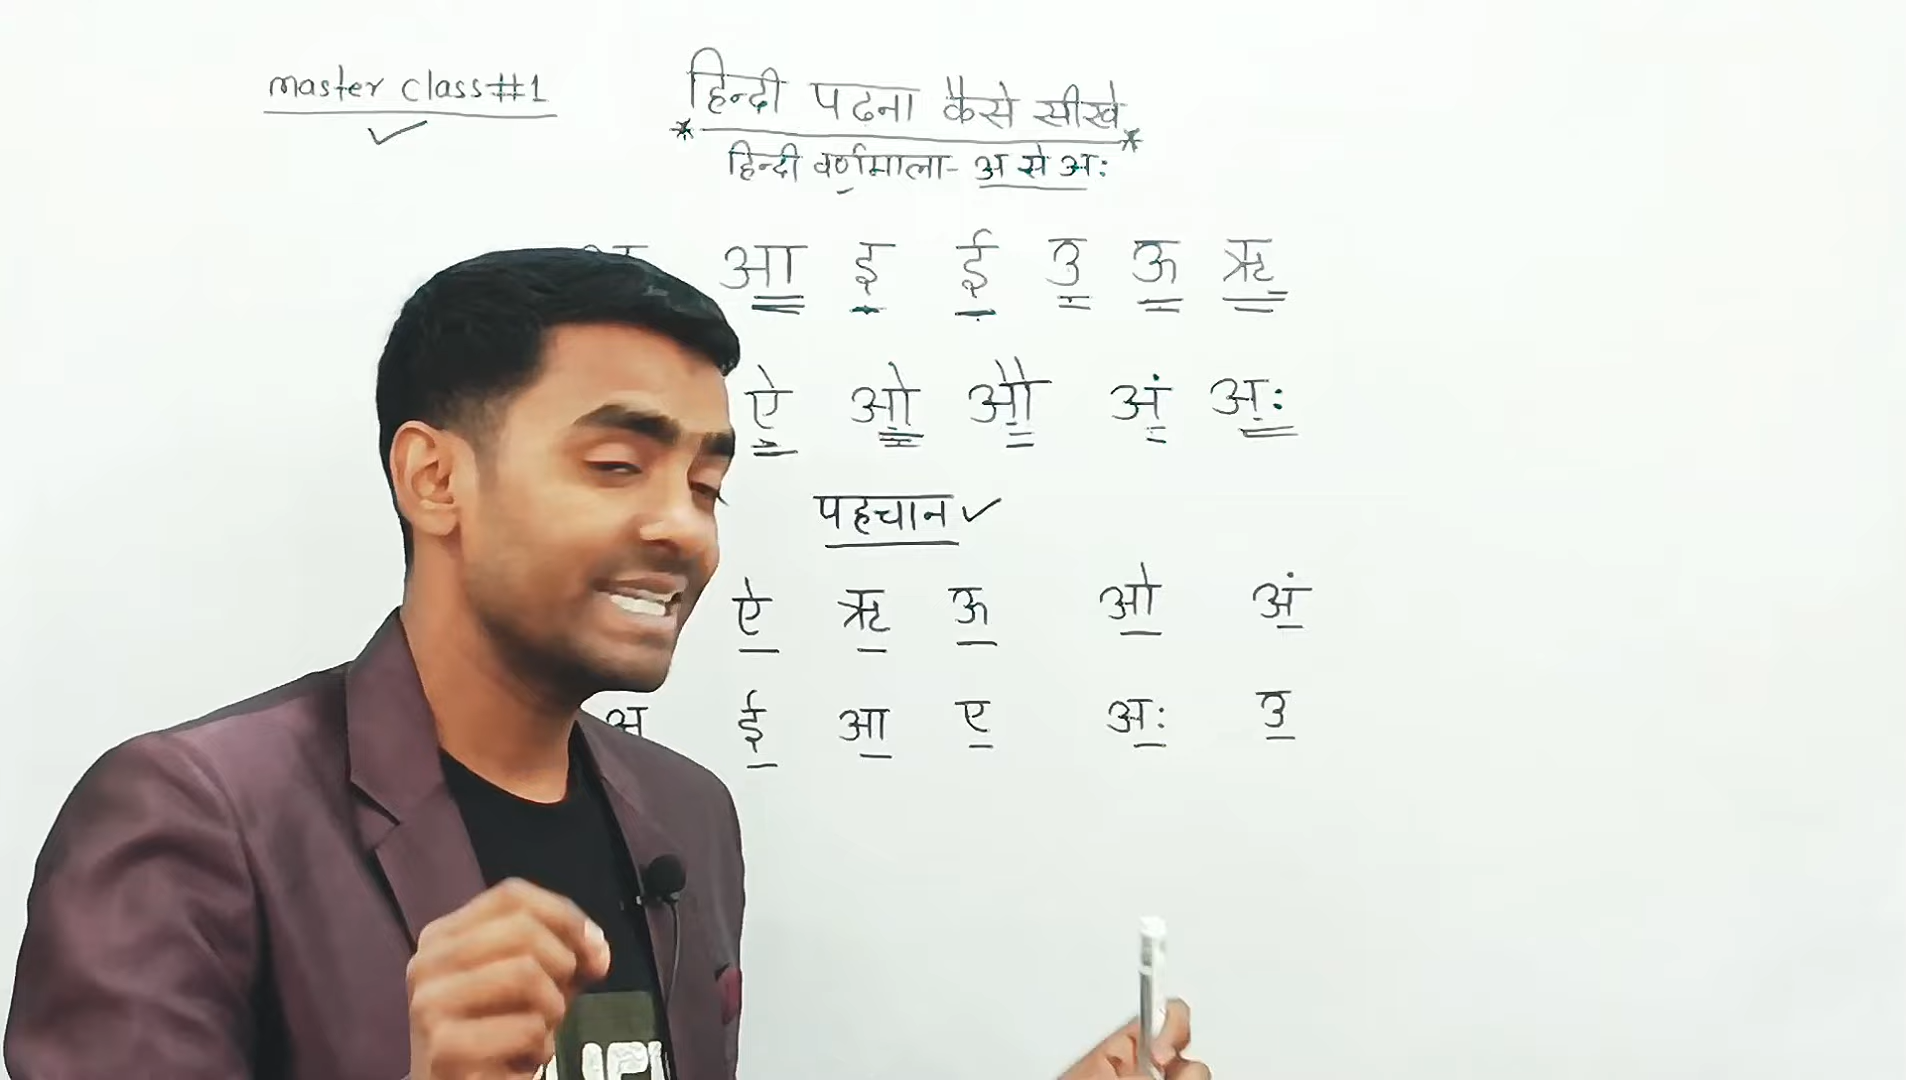 master class#1
हिन्दी पढना कैसे सीखे
हिन्दी वर्णमाला- अ से अः
आ इ ई उ ऊ ऋ
ऐ ओ औ अं अः
पहचान
ऐ ऋ ऊ ओ अं
अ ई आ ए अः उ